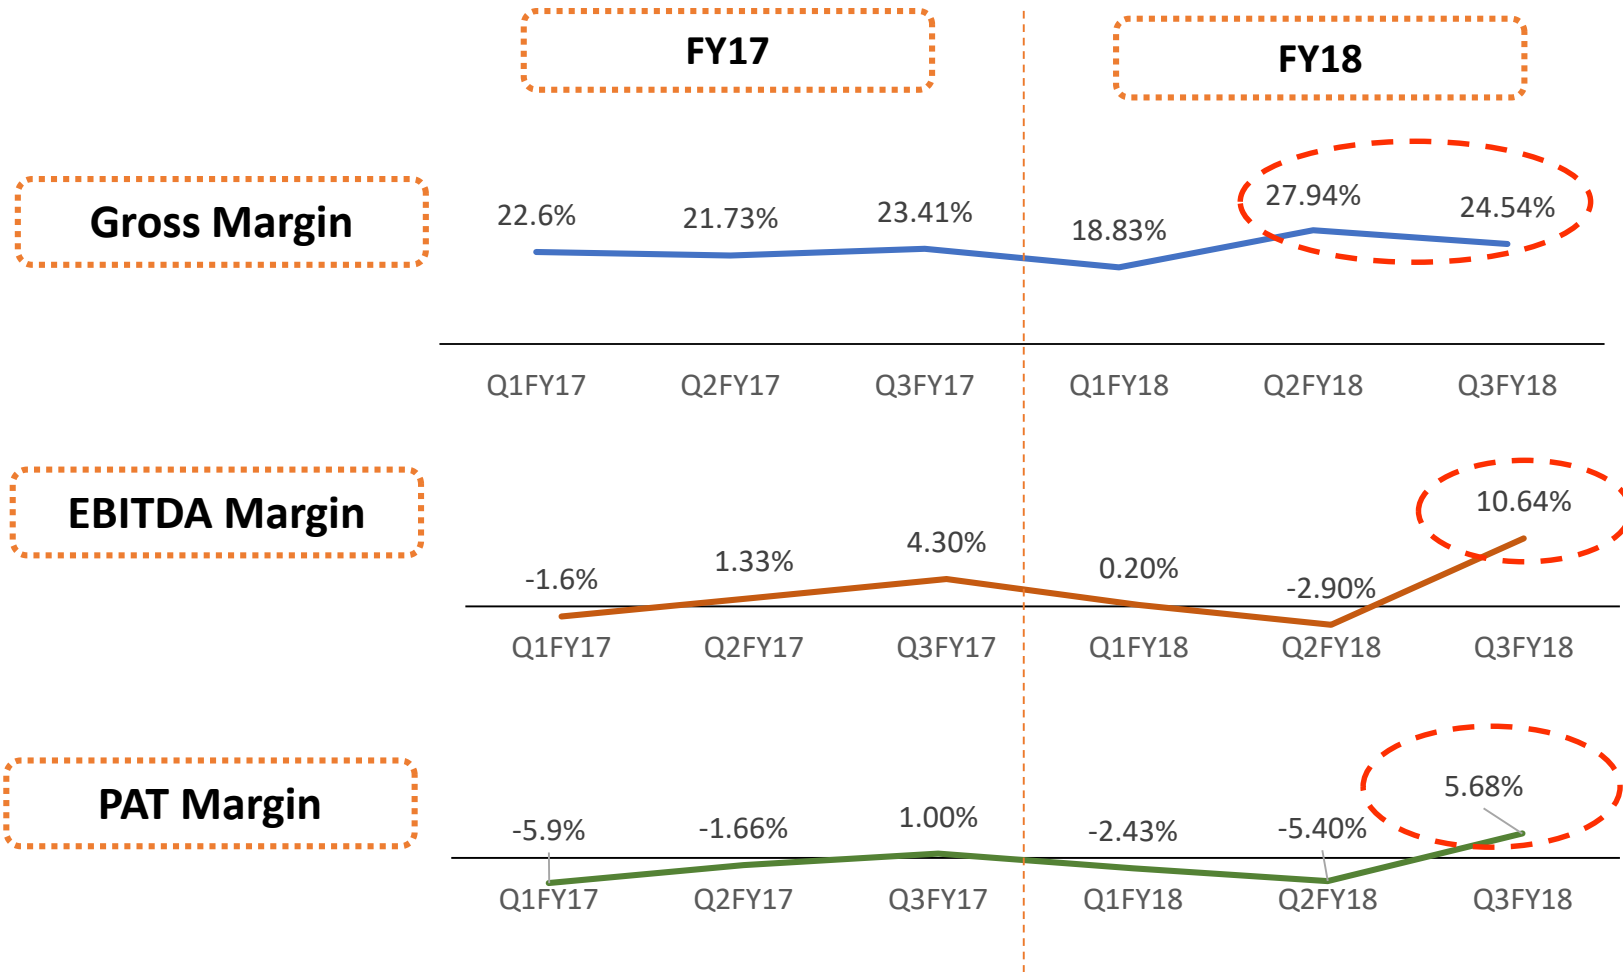 FY17
FY18
Gross Margin
22.6%
21.73%
23.41%
18.83%
27.94%
24.54%
Q1FY17
Q2FY17
Q3FY17
Q1FY18
Q2FY18
Q3FY18
EBITDA Margin
-1.6%
1.33%
4.30%
0.20%
-2.90%
10.64%
Q1FY17
Q2FY17
Q3FY17
Q1FY18
Q2FY18
Q3FY18
PAT Margin
-5.9%
-1.66%
1.00%
-2.43%
-5.40%
5.68%
Q1FY17
Q2FY17
Q3FY17
Q1FY18
Q2FY18
Q3FY18